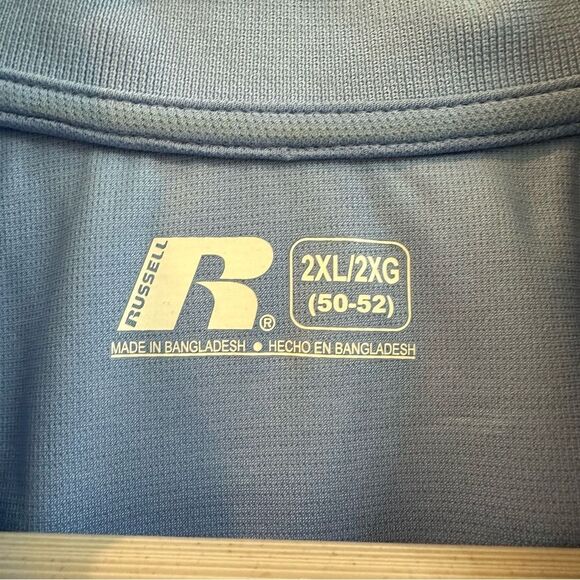 RUSSELL
R®
2XL/2XG
(50-52)
MADE IN BANGLADESH ● HECHO EN BANGLADESH